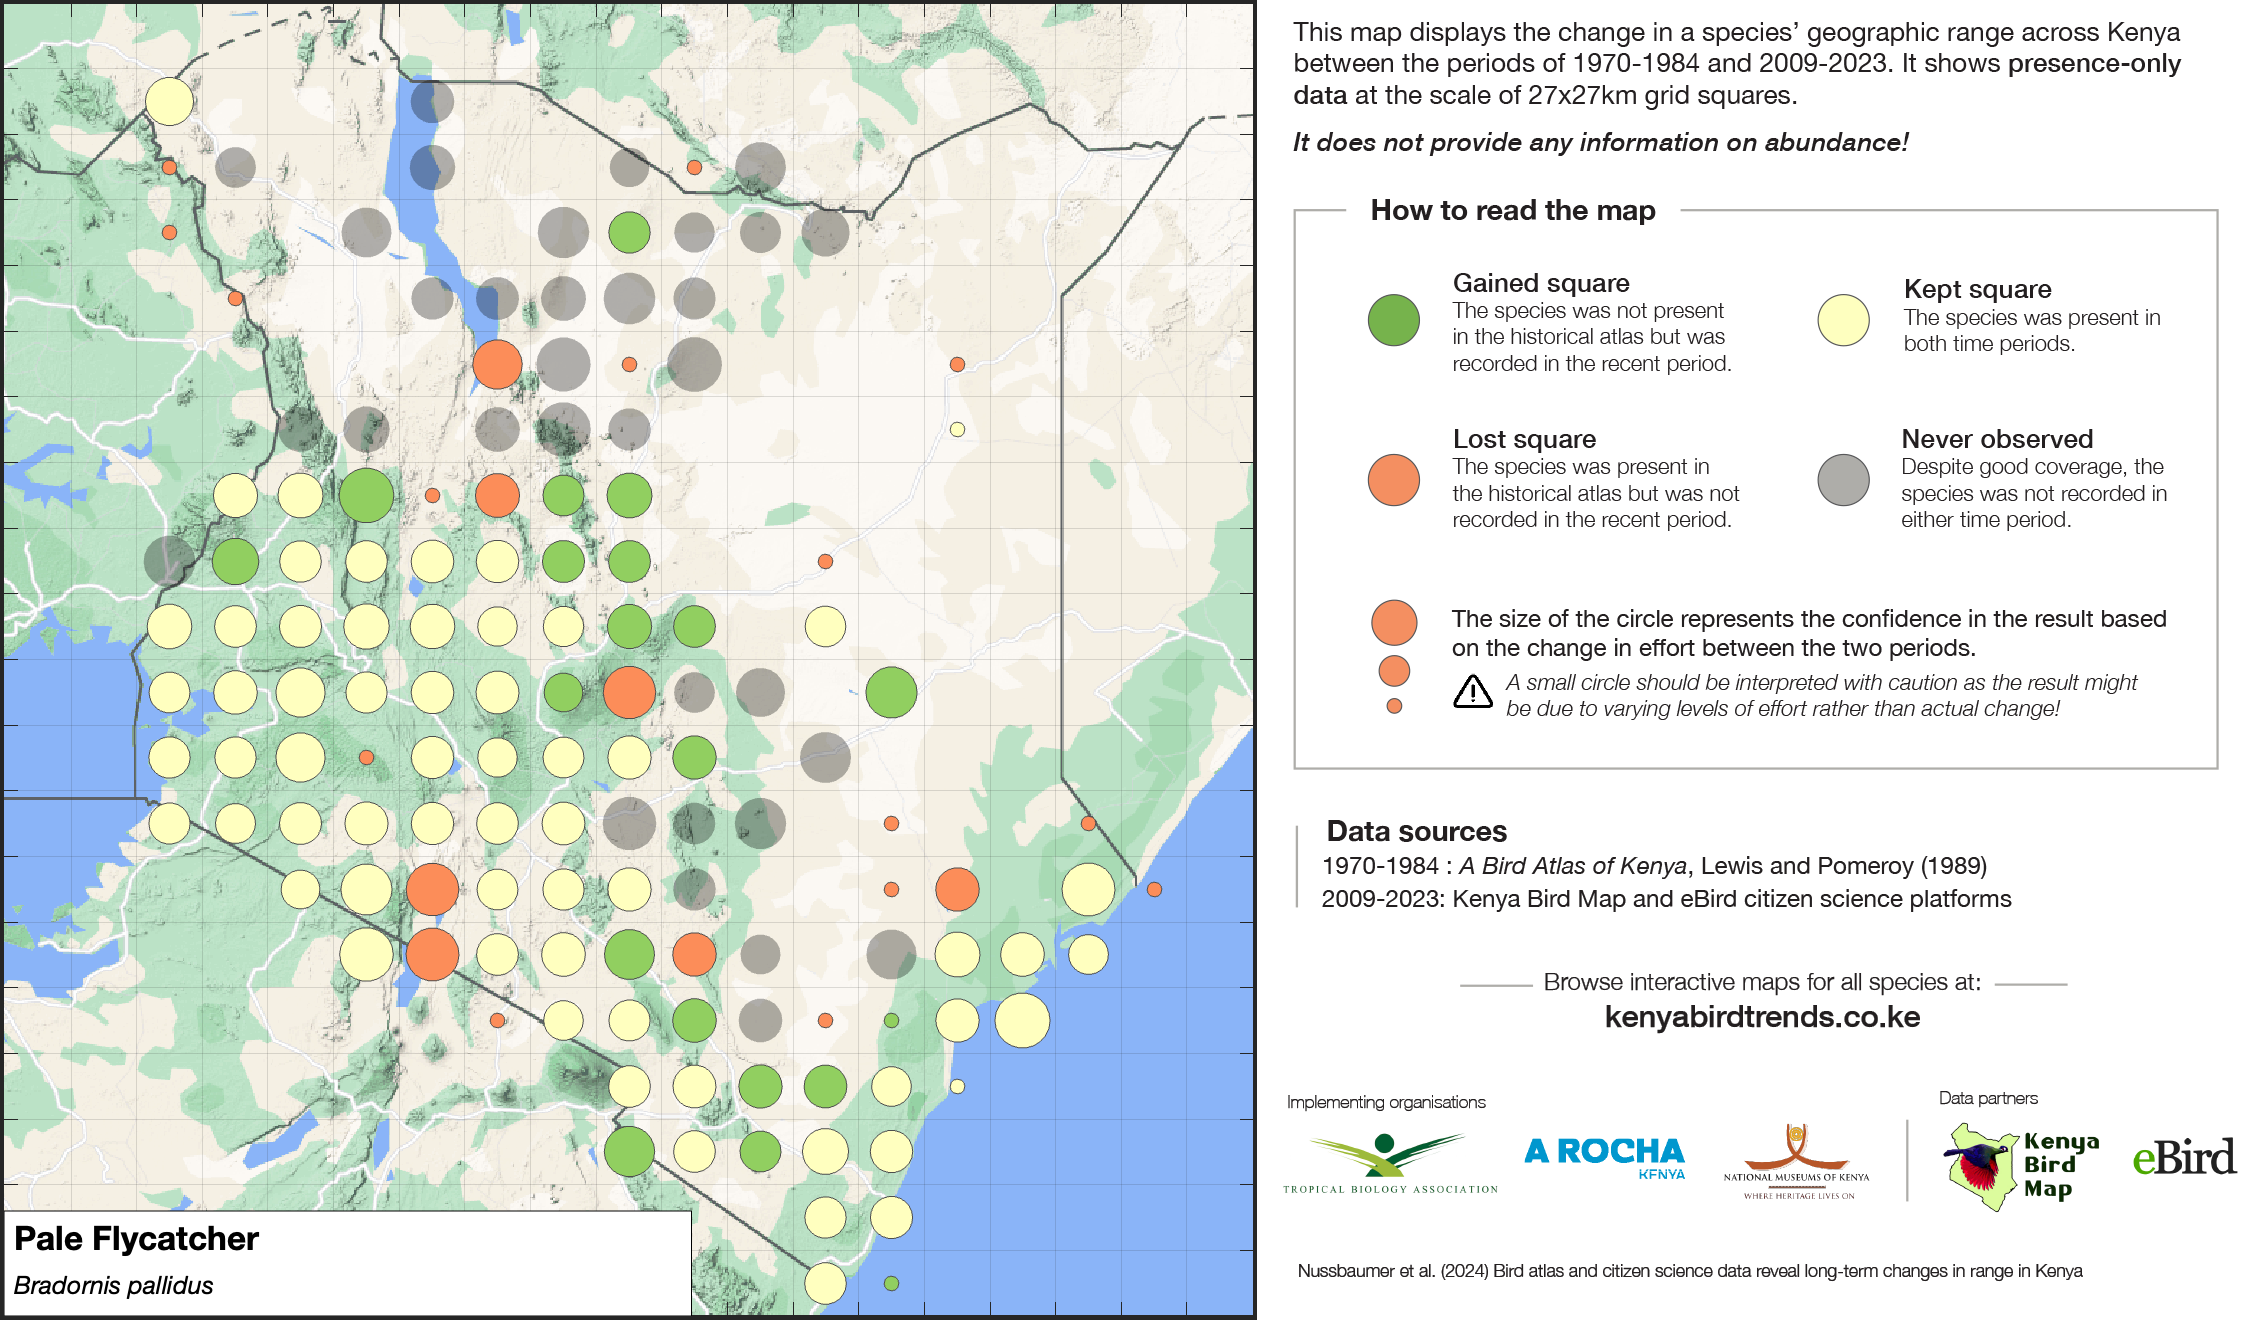 This map displays the change in a species’ geographic range across Kenya
between the periods of 1970-1984 and 2009-2023. It shows presence-only
data at the scale of 27x27km grid squares.
It does not provide any information on abundance!
How to read the map
Gained square
The species was not present
in the historical atlas but was
recorded in the recent period.
Kept square
The species was present in
both time periods.
Lost square
The species was present in
the historical atlas but was not
recorded in the recent period.
Never observed
Despite good coverage, the
species was not recorded in
either time period.
The size of the circle represents the confidence in the result based
on the change in effort between the two periods.
A small circle should be interpreted with caution as the result might
be due to varying levels of effort rather than actual change!
Data sources
1970-1984 : A Bird Atlas of Kenya, Lewis and Pomeroy (1989)
2009-2023: Kenya Bird Map and eBird citizen science platforms
Browse interactive maps for all species at:
kenyabirdtrends.co.ke
Implementing organisations
Data partners
TROPICAL BIOLOGY ASSOCIATION
A ROCHA
KENYA
NATIONAL MUSEUMS OF KENYA
WHERE HERITAGE LIVES ON
Kenya
Bird
Map
eBird
Nussbaumer et al. (2024) Bird atlas and citizen science data reveal long-term changes in range in Kenya
Pale Flycatcher
Bradornis pallidus